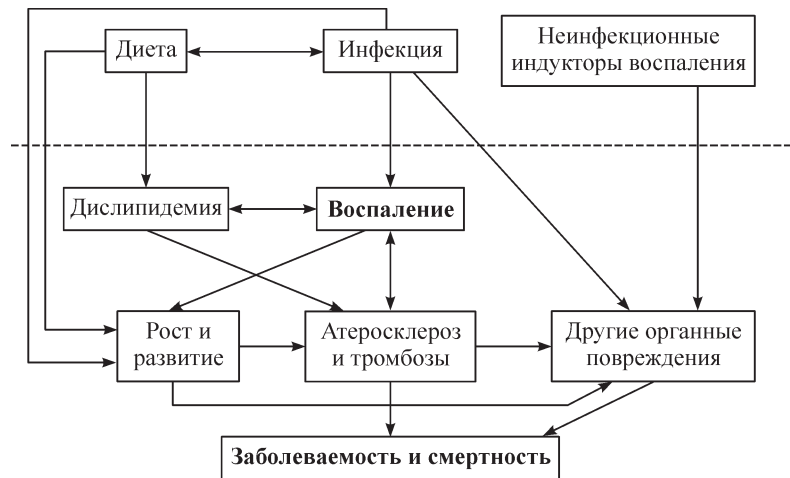 Диета
Инфекция
Неинфекционные
индукторы воспаления
Дислипидемия
Воспаление
Рост и
развитие
Атеросклероз
и тромбозы
Другие органные
повреждения
Заболеваемость и смертность